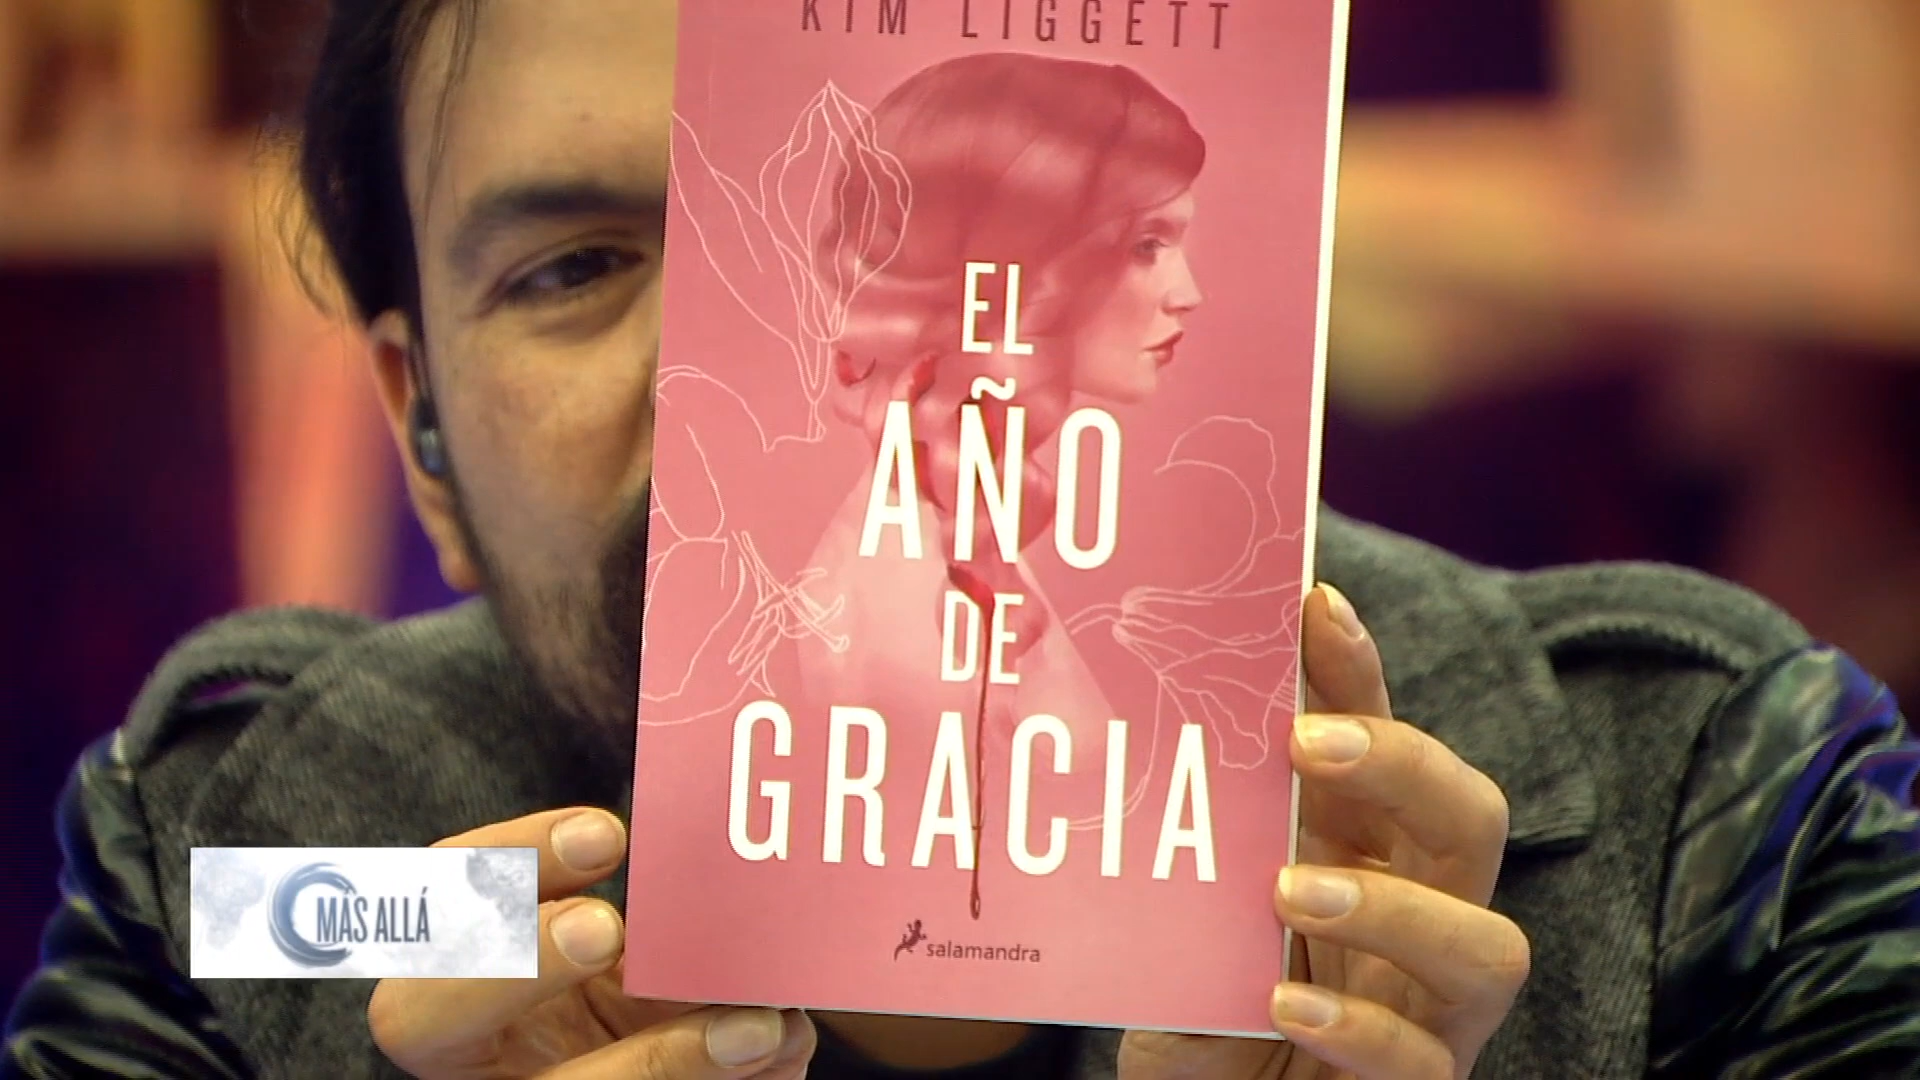 KIM LIGGETT
EL
AÑO
DE
GRACIA
salamandra
MÁS ALLÁ